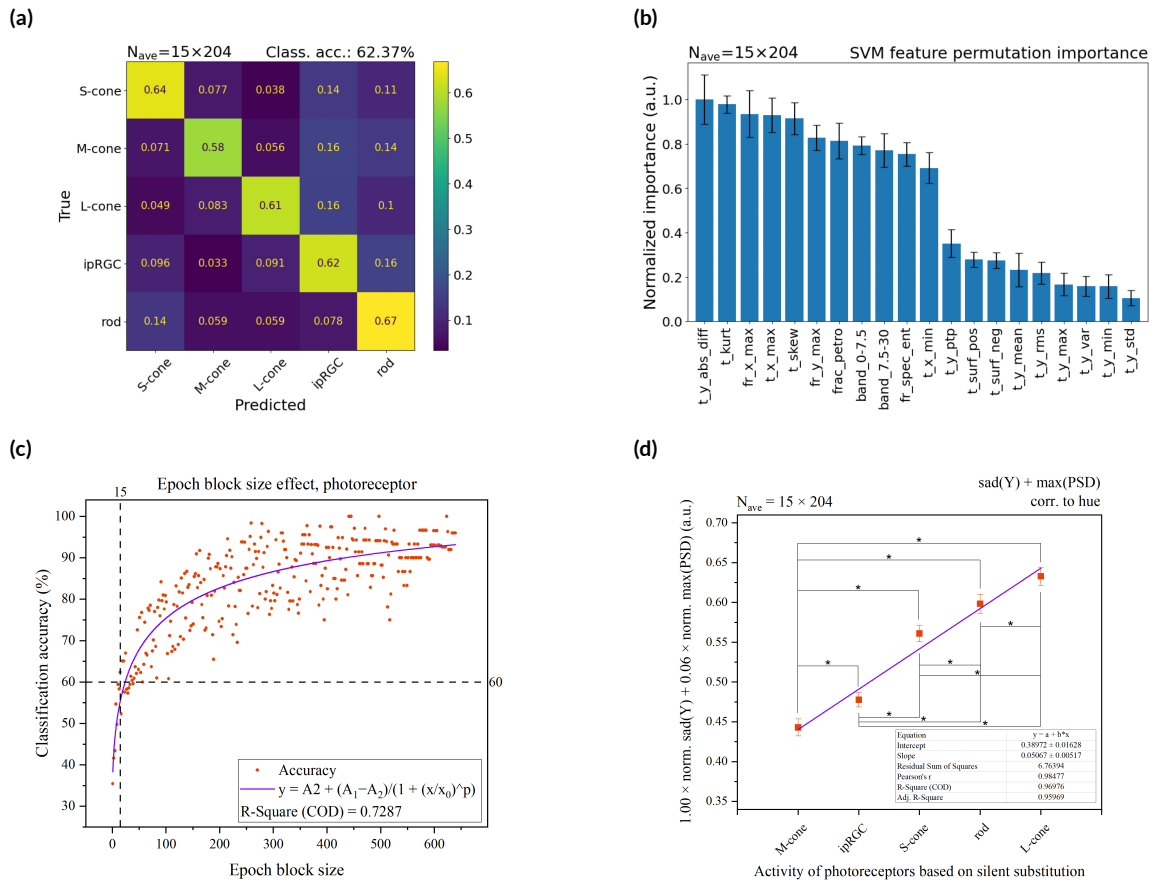 (a)
N_ave=15×204 Class. acc.: 62.37%
True
S-cone 0.64 0.077 0.038 0.14 0.11
M-cone 0.071 0.58 0.056 0.16 0.14
L-cone 0.049 0.083 0.61 0.16 0.1
ipRGC 0.096 0.033 0.091 0.62 0.16
rod 0.14 0.059 0.059 0.078 0.67
S-cone M-cone L-cone ipRGC rod
Predicted
0.6
0.5
0.4
0.3
0.2
0.1
(b)
N_ave=15×204 SVM feature permutation importance
Normalized importance (a.u.)
1.0
0.8
0.6
0.4
0.2
0.0
t_y_abs_diff
t_kurt
fr_x_max
t_x_max
t_skew
fr_y_max
frac_petro
band_0-7.5
band_7.5-30
fr_spec_ent
t_x_min
t_y_ptp
t_surf_pos
t_surf_neg
t_y_mean
t_y_rms
t_y_max
t_y_var
t_y_min
t_y_std
(c)
Epoch block size effect, photoreceptor
15
Classification accuracy (%)
100
90
80
70
60
50
40
30
60
Accuracy
y = A2 + (A₁−A₂)/(1 + (x/x₀)^p)
R-Square (COD) = 0.7287
0 100 200 300 400 500 600
Epoch block size
(d)
sad(Y) + max(PSD)
N_ave = 15 × 204 corr. to hue
1.00 × norm. sad(Y) + 0.06 × norm. max(PSD) (a.u.)
0.70
0.65
0.60
0.55
0.50
0.45
0.40
0.35
*
*
*
*
*
*
*
*
*
*
Equation y = a + b*x
Intercept 0.38972 ± 0.01628
Slope 0.05067 ± 0.00517
Residual Sum of Squares 6.76394
Pearson's r 0.98477
R-Square (COD) 0.96976
Adj. R-Square 0.95969
M-cone ipRGC S-cone rod L-cone
Activity of photoreceptors based on silent substitution